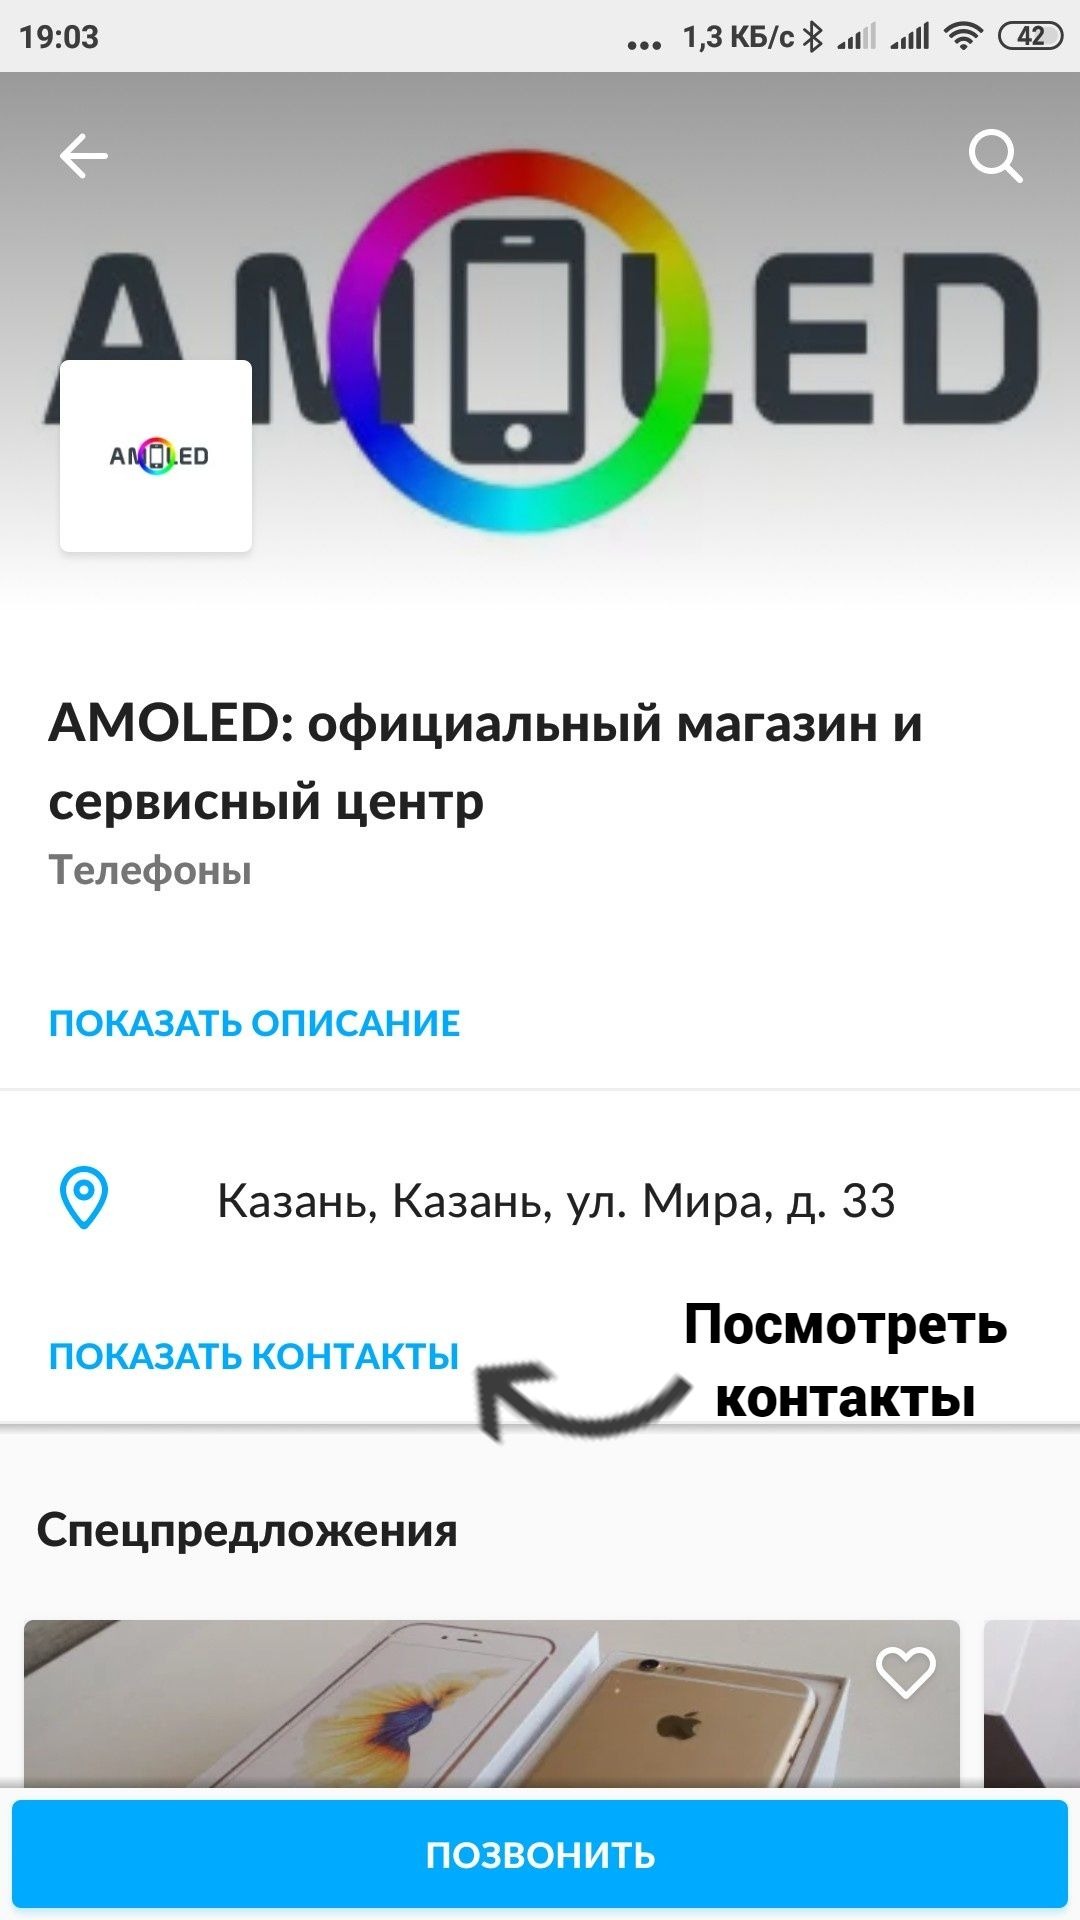 19:03
... 1,3 КБ/с 42
AMOLED
AMOLED
AMOLED: официальный магазин и
сервисный центр
Телефоны
ПОКАЗАТЬ ОПИСАНИЕ
Казань, Казань, ул. Мира, д. 33
ПОКАЗАТЬ КОНТАКТЫ
Посмотреть
контакты
Спецпредложения
ПОЗВОНИТЬ